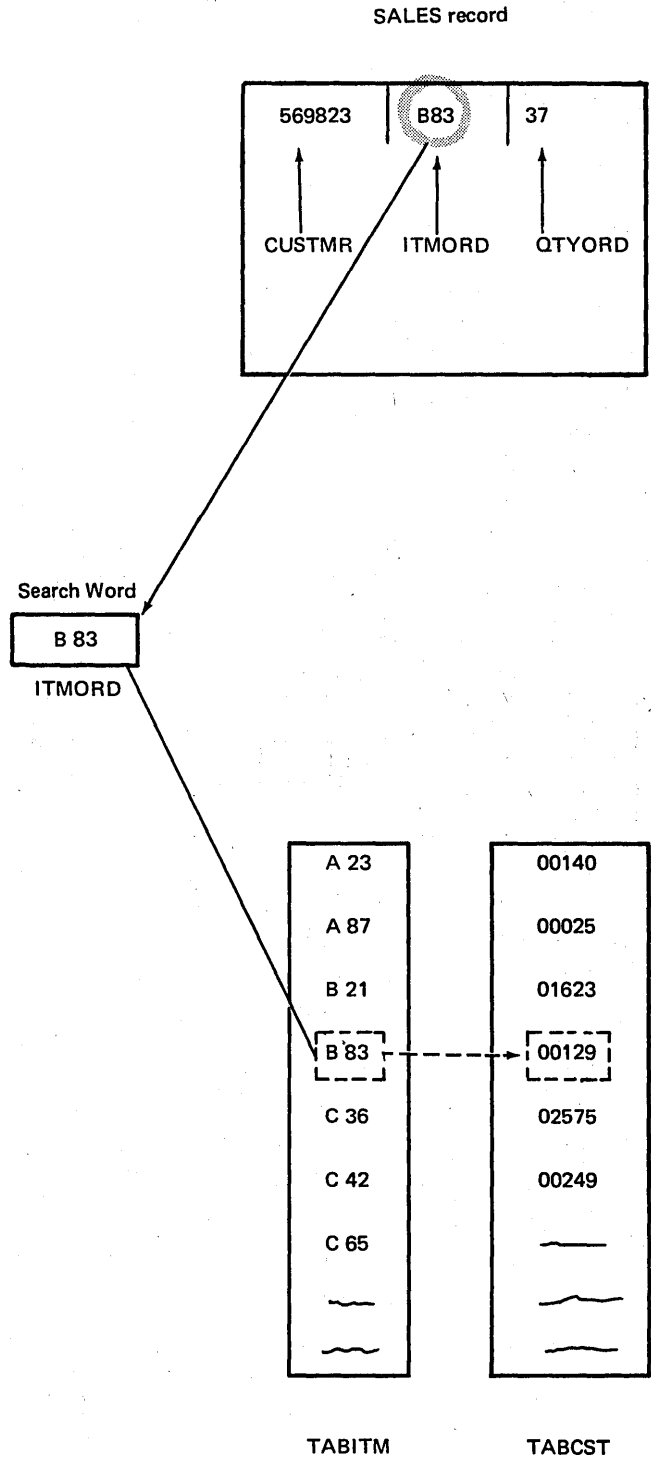 SALES record
569823 B83 37
CUSTMR ITMORD QTYORD
Search Word
B 83
ITMORD
A 23 00140
A 87 00025
B 21 01623
B 83 00129
C 36 02575
C 42 00249
C 65
TABITM TABCST